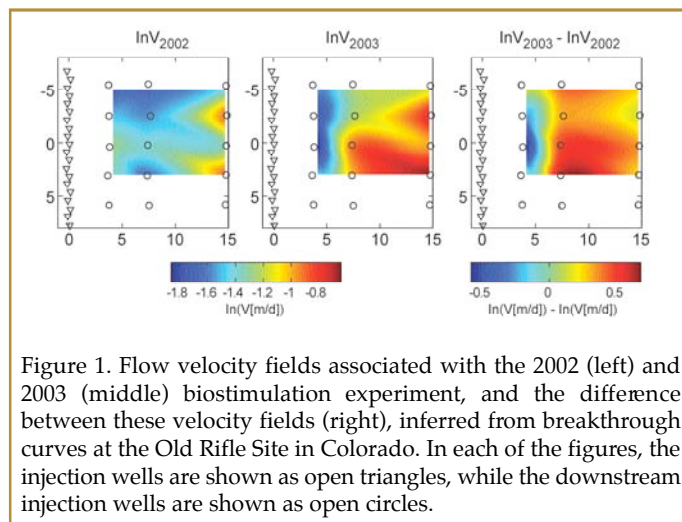 lnV2002 lnV2003 lnV2003 - lnV2002
-5 -5 -5
0 0 0
5 5 5
0 5 10 15 0 5 10 15 0 5 10 15
-1.8 -1.6 -1.4 -1.2 -1 -0.8 -0.5 0 0.5
ln(V[m/d]) ln(V[m/d]) - ln(V[m/d])
Figure 1. Flow velocity fields associated with the 2002 (left) and
2003 (middle) biostimulation experiment, and the difference
between these velocity fields (right), inferred from breakthrough
curves at the Old Rifle Site in Colorado. In each of the figures, the
injection wells are shown as open triangles, while the downstream
injection wells are shown as open circles.